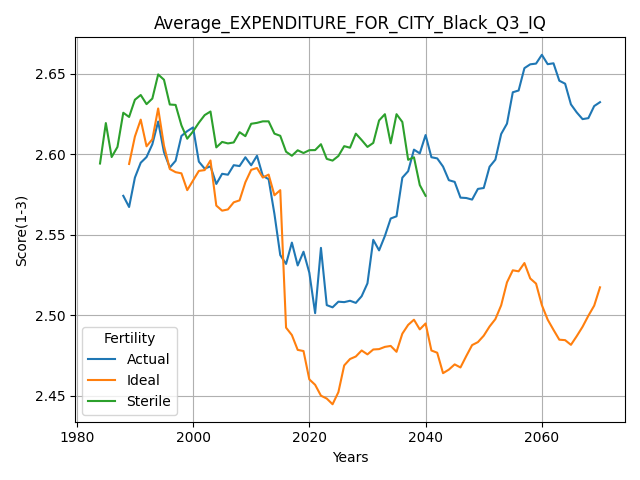 Average_EXPENDITURE_FOR_CITY_Black_Q3_IQ
Score(1-3)
2.65
2.60
2.55
2.50
2.45
Fertility
Actual
Ideal
Sterile
1980
2000
2020
2040
2060
Years